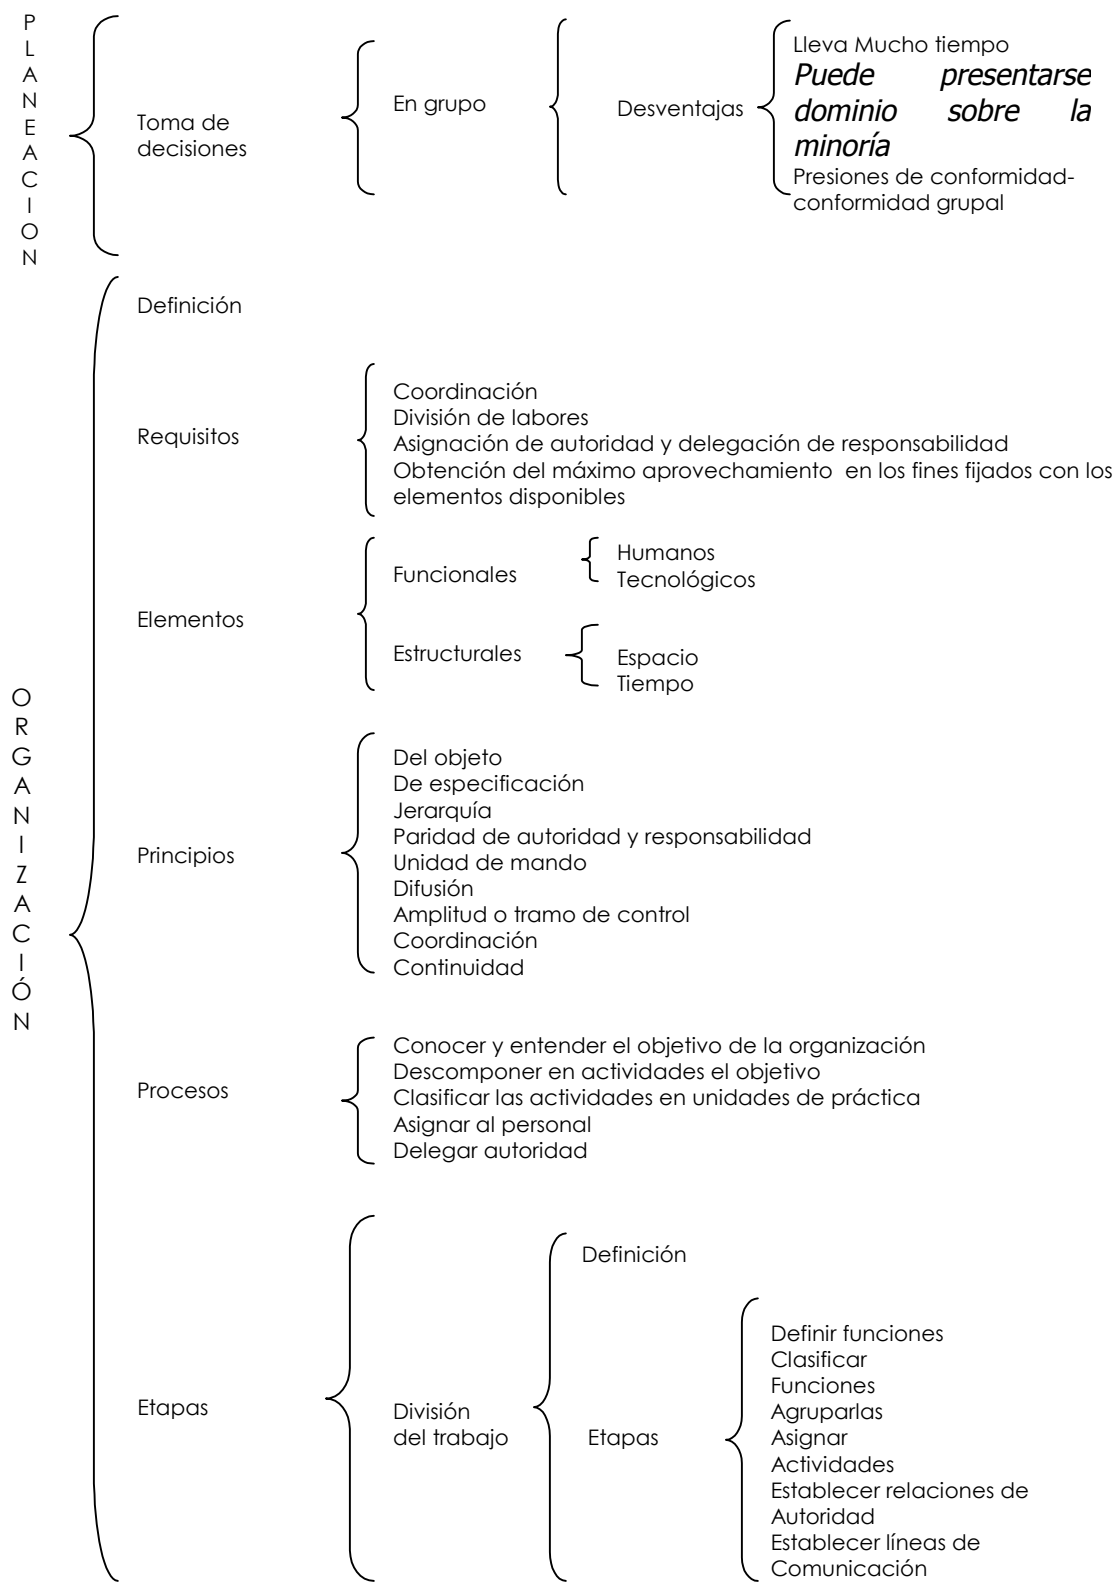 PLANEACION
Toma de
decisiones
En grupo
Desventajas
Lleva Mucho tiempo
Puede presentarse
dominio sobre la
minoría
Presiones de conformidad-
conformidad grupal
ORGANIZACIÓN
Definición
Requisitos
Coordinación
División de labores
Asignación de autoridad y delegación de responsabilidad
Obtención del máximo aprovechamiento en los fines fijados con los
elementos disponibles
Elementos
Funcionales
Humanos
Tecnológicos
Estructurales
Espacio
Tiempo
Principios
Del objeto
De especificación
Jerarquía
Paridad de autoridad y responsabilidad
Unidad de mando
Difusión
Amplitud o tramo de control
Coordinación
Continuidad
Procesos
Conocer y entender el objetivo de la organización
Descomponer en actividades el objetivo
Clasificar las actividades en unidades de práctica
Asignar al personal
Delegar autoridad
Etapas
División
del trabajo
Definición
Etapas
Definir funciones
Clasificar
Funciones
Agruparlas
Asignar
Actividades
Establecer relaciones de
Autoridad
Establecer líneas de
Comunicación